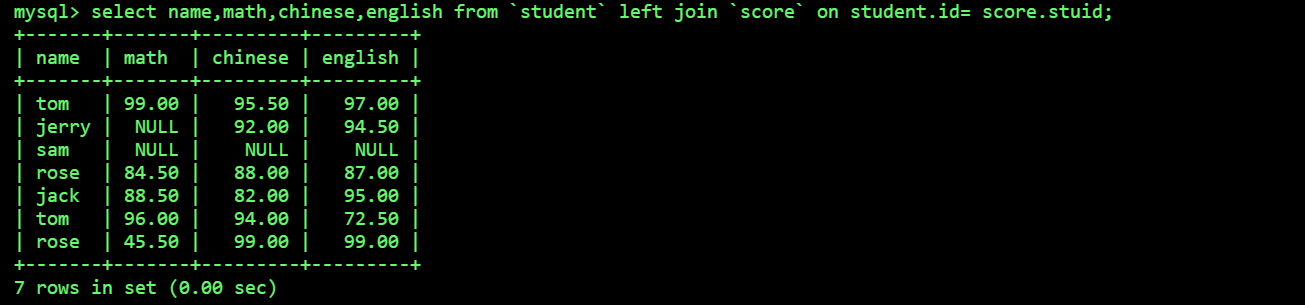 mysql> select name,math,chinese,english from `student` left join `score` on student.id= score.stuid;
+-------+-------+---------+---------+
| name  | math  | chinese | english |
+-------+-------+---------+---------+
| tom   | 99.00 |   95.50 |   97.00 |
| jerry |  NULL |   92.00 |   94.50 |
| sam   |  NULL |    NULL |    NULL |
| rose  | 84.50 |   88.00 |   87.00 |
| jack  | 88.50 |   82.00 |   95.00 |
| tom   | 96.00 |   94.00 |   72.50 |
| rose  | 45.50 |   99.00 |   99.00 |
+-------+-------+---------+---------+
7 rows in set (0.00 sec)